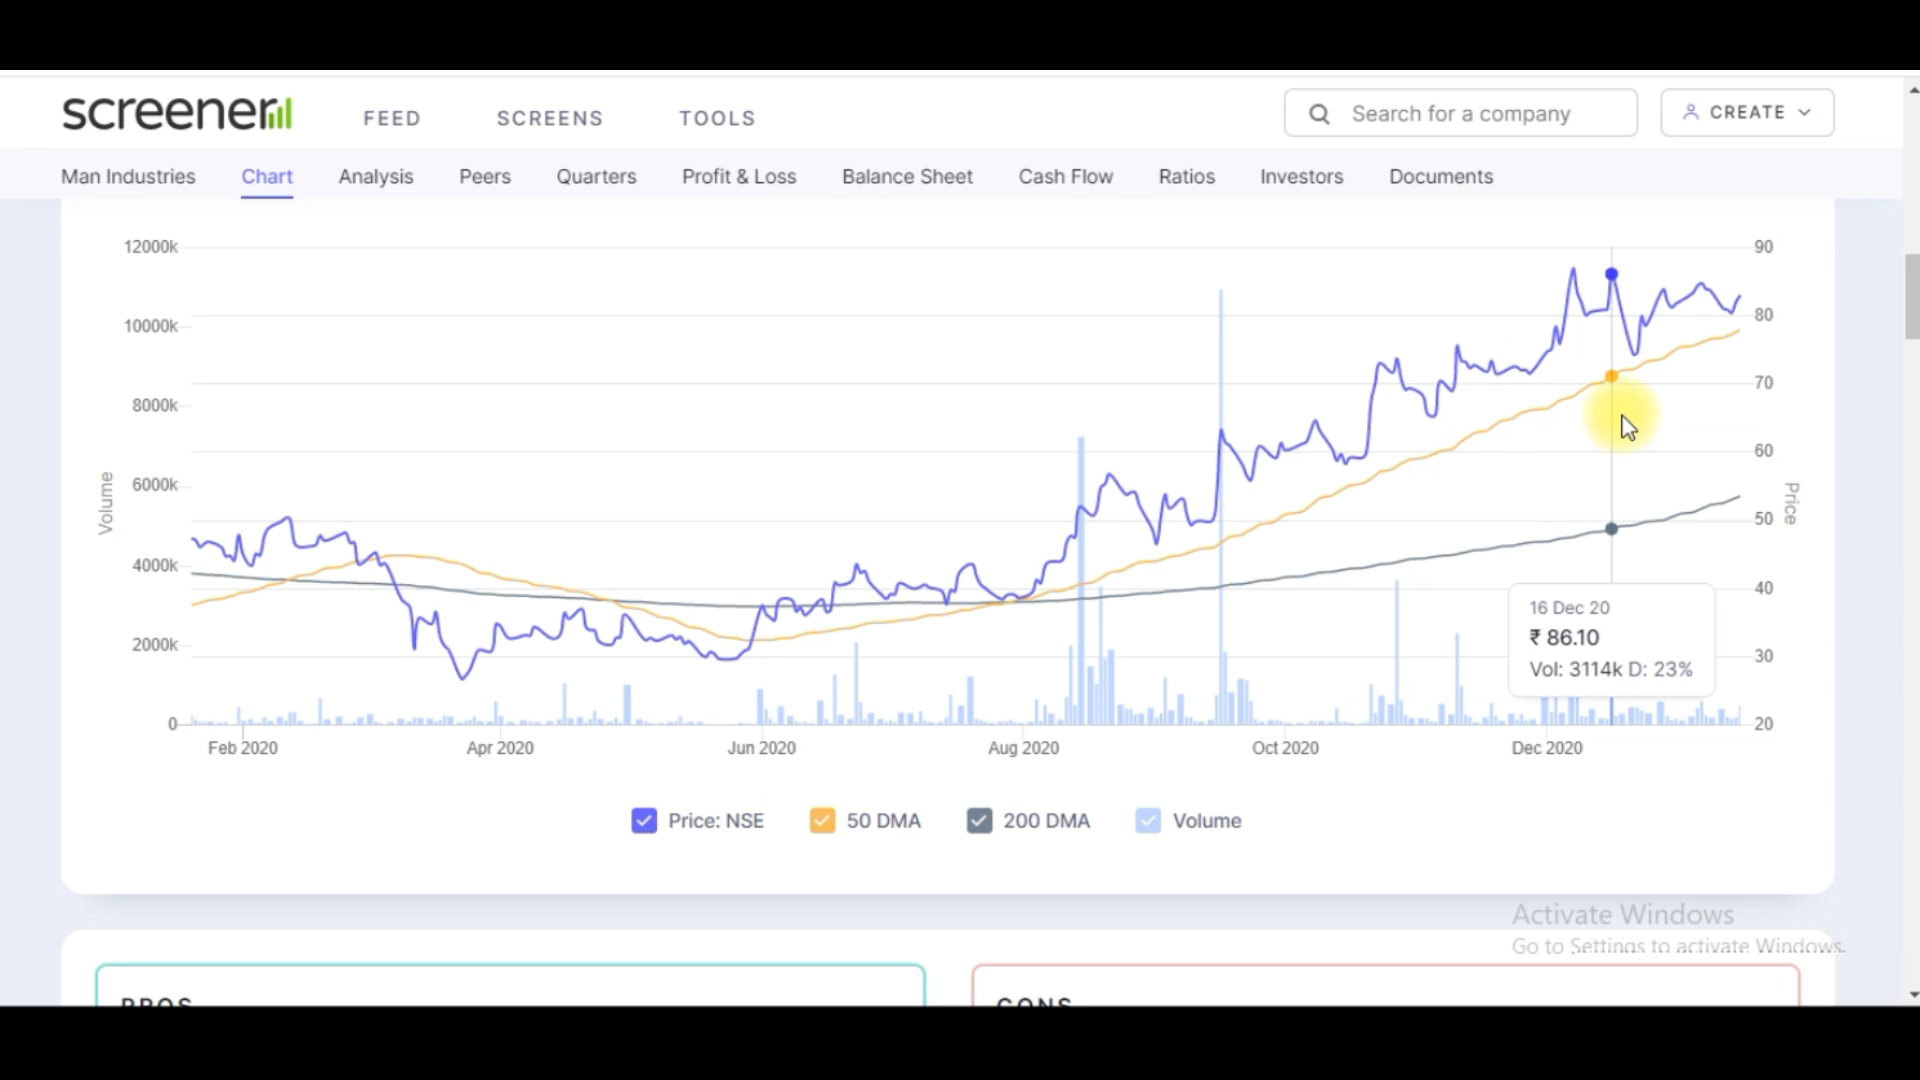 screener
FEED SCREENS TOOLS
Search for a company
CREATE
Man Industries Chart Analysis Peers Quarters Profit & Loss Balance Sheet Cash Flow Ratios Investors Documents
12000k 90
10000k 80
8000k 70
60
6000k 50
4000k 40
2000k 30
0 20
Volume
Price
16 Dec 20
₹ 86.10
Vol: 3114k D: 23%
Feb 2020 Apr 2020 Jun 2020 Aug 2020 Oct 2020 Dec 2020
Price: NSE 50 DMA 200 DMA Volume
Activate Windows
Go to Settings to activate Windows.
PROS CONS